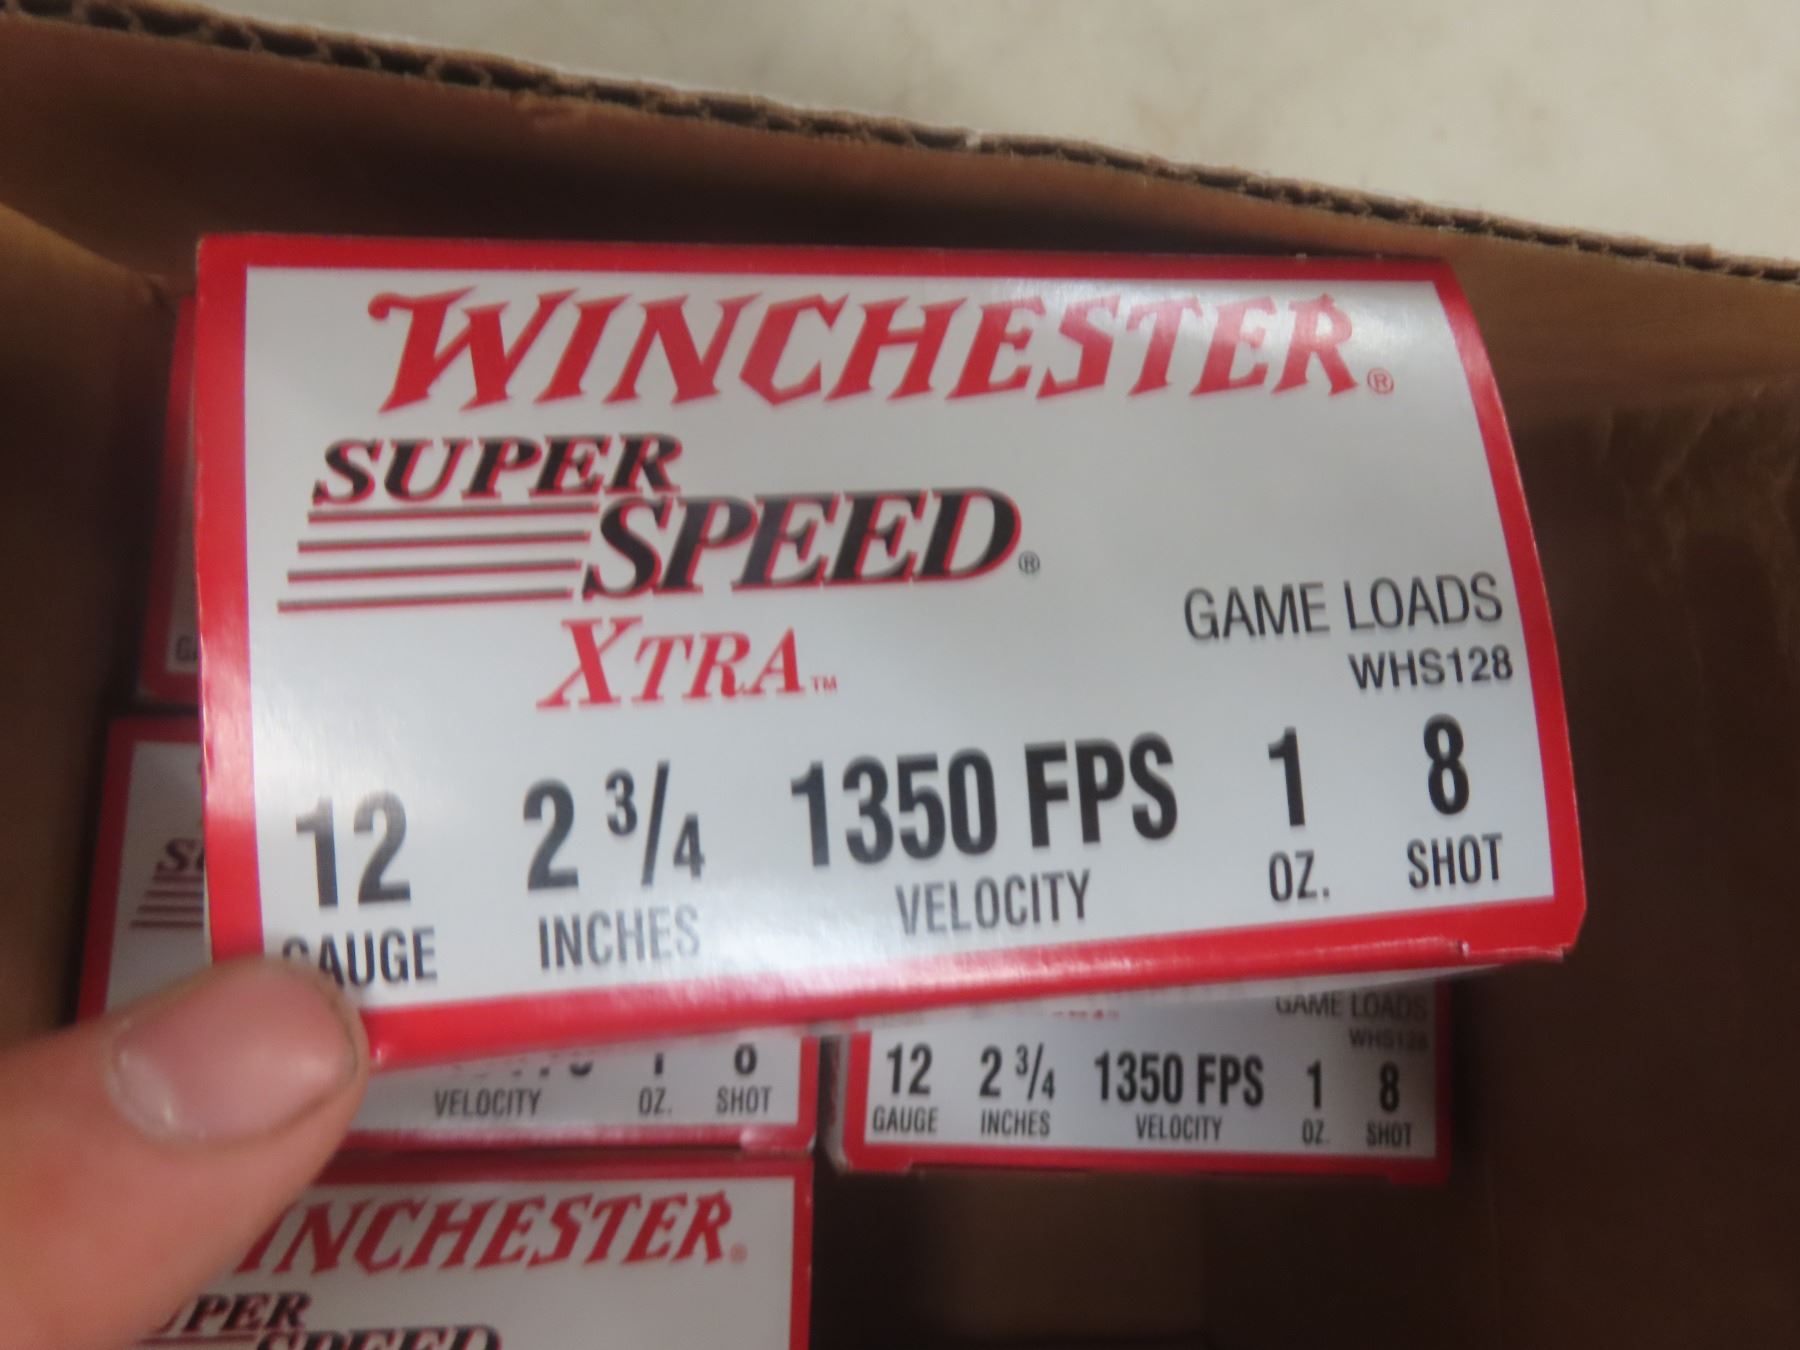 WINCHESTER®
SUPER
SPEED®
XTRA™
GAME LOADS
WHS128
12 2 3/4 1350 FPS 1 8
GAUGE INCHES VELOCITY OZ. SHOT
GAME LOADS
WHS128
12 2 3/4 1350 FPS 1 8
GAUGE INCHES VELOCITY OZ. SHOT
VELOCITY OZ. SHOT
WINCHESTER®
SUPER
SPEED